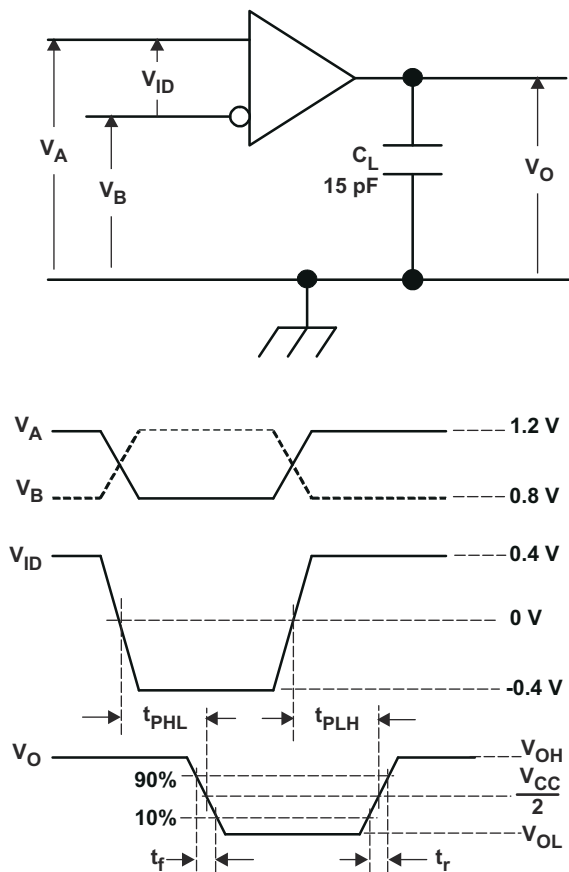 V_ID
V_A
V_B
C_L
15 pF
V_O
V_A
1.2 V
V_B
0.8 V
V_ID
0.4 V
0 V
-0.4 V
t_PHL
t_PLH
V_O
V_OH
90%
V_CC
2
10%
V_OL
t_f
t_r